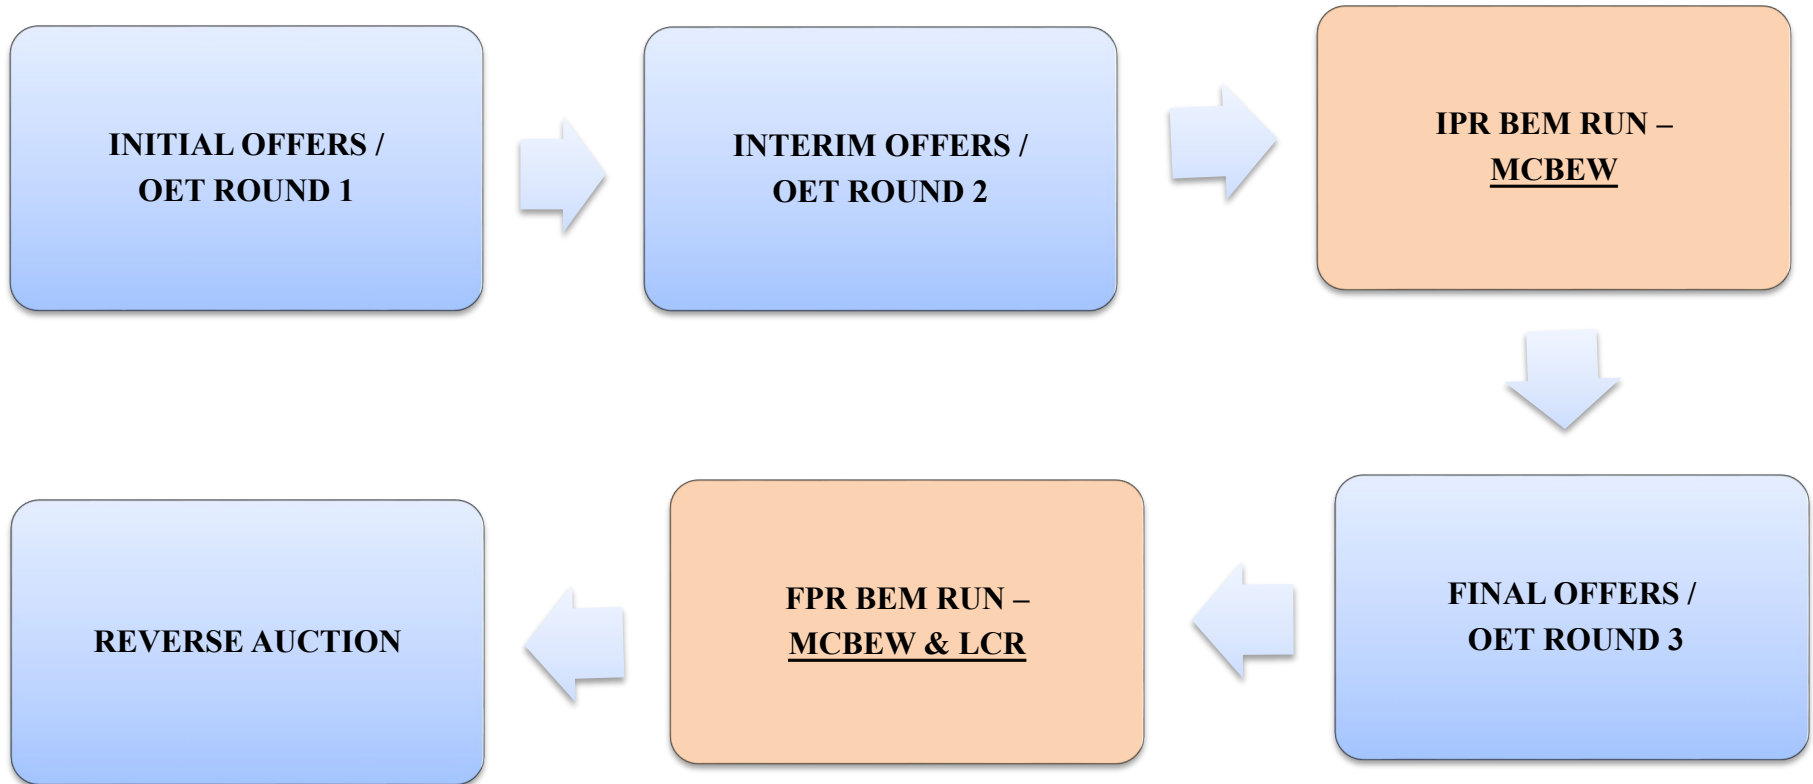 INITIAL OFFERS /
OET ROUND 1
INTERIM OFFERS /
OET ROUND 2
IPR BEM RUN –
MCBEW
FINAL OFFERS /
OET ROUND 3
FPR BEM RUN –
MCBEW & LCR
REVERSE AUCTION